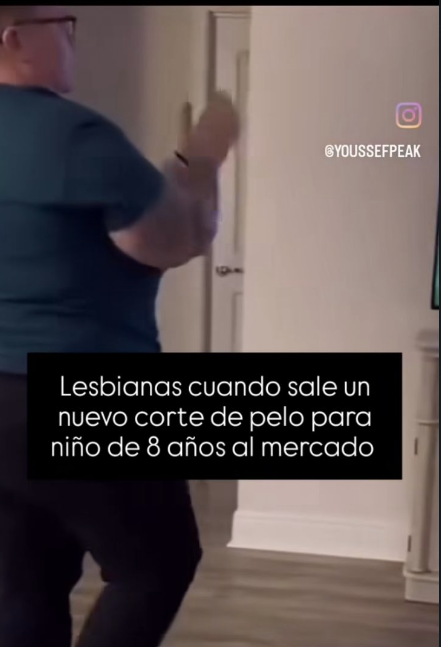 @YOUSSEFPEAK
Lesbianas cuando sale un
nuevo corte de pelo para
niño de 8 años al mercado